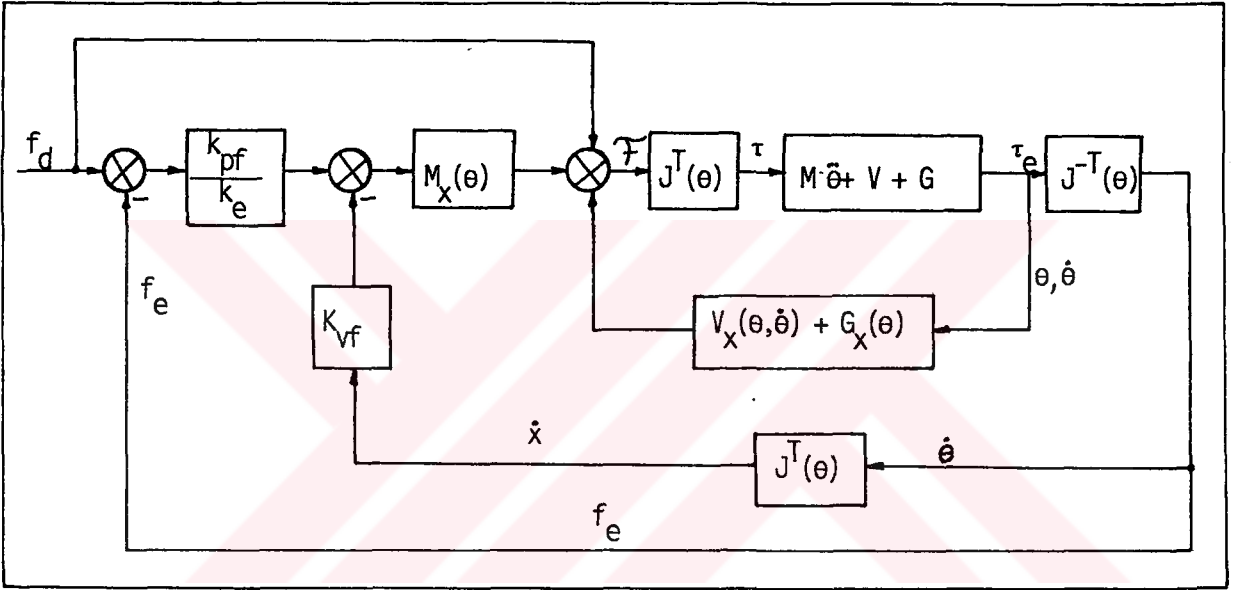 f_d
-
k_pf
k_e
-
M_x(θ)
ℱ
J^T(θ)
τ
M·θ̈+ V + G
τ_e
J^-T(θ)
f_e
K_vf
V_x(θ,θ̇) + G_x(θ)
θ,θ̇
ẋ
J^T(θ)
θ̇
f_e